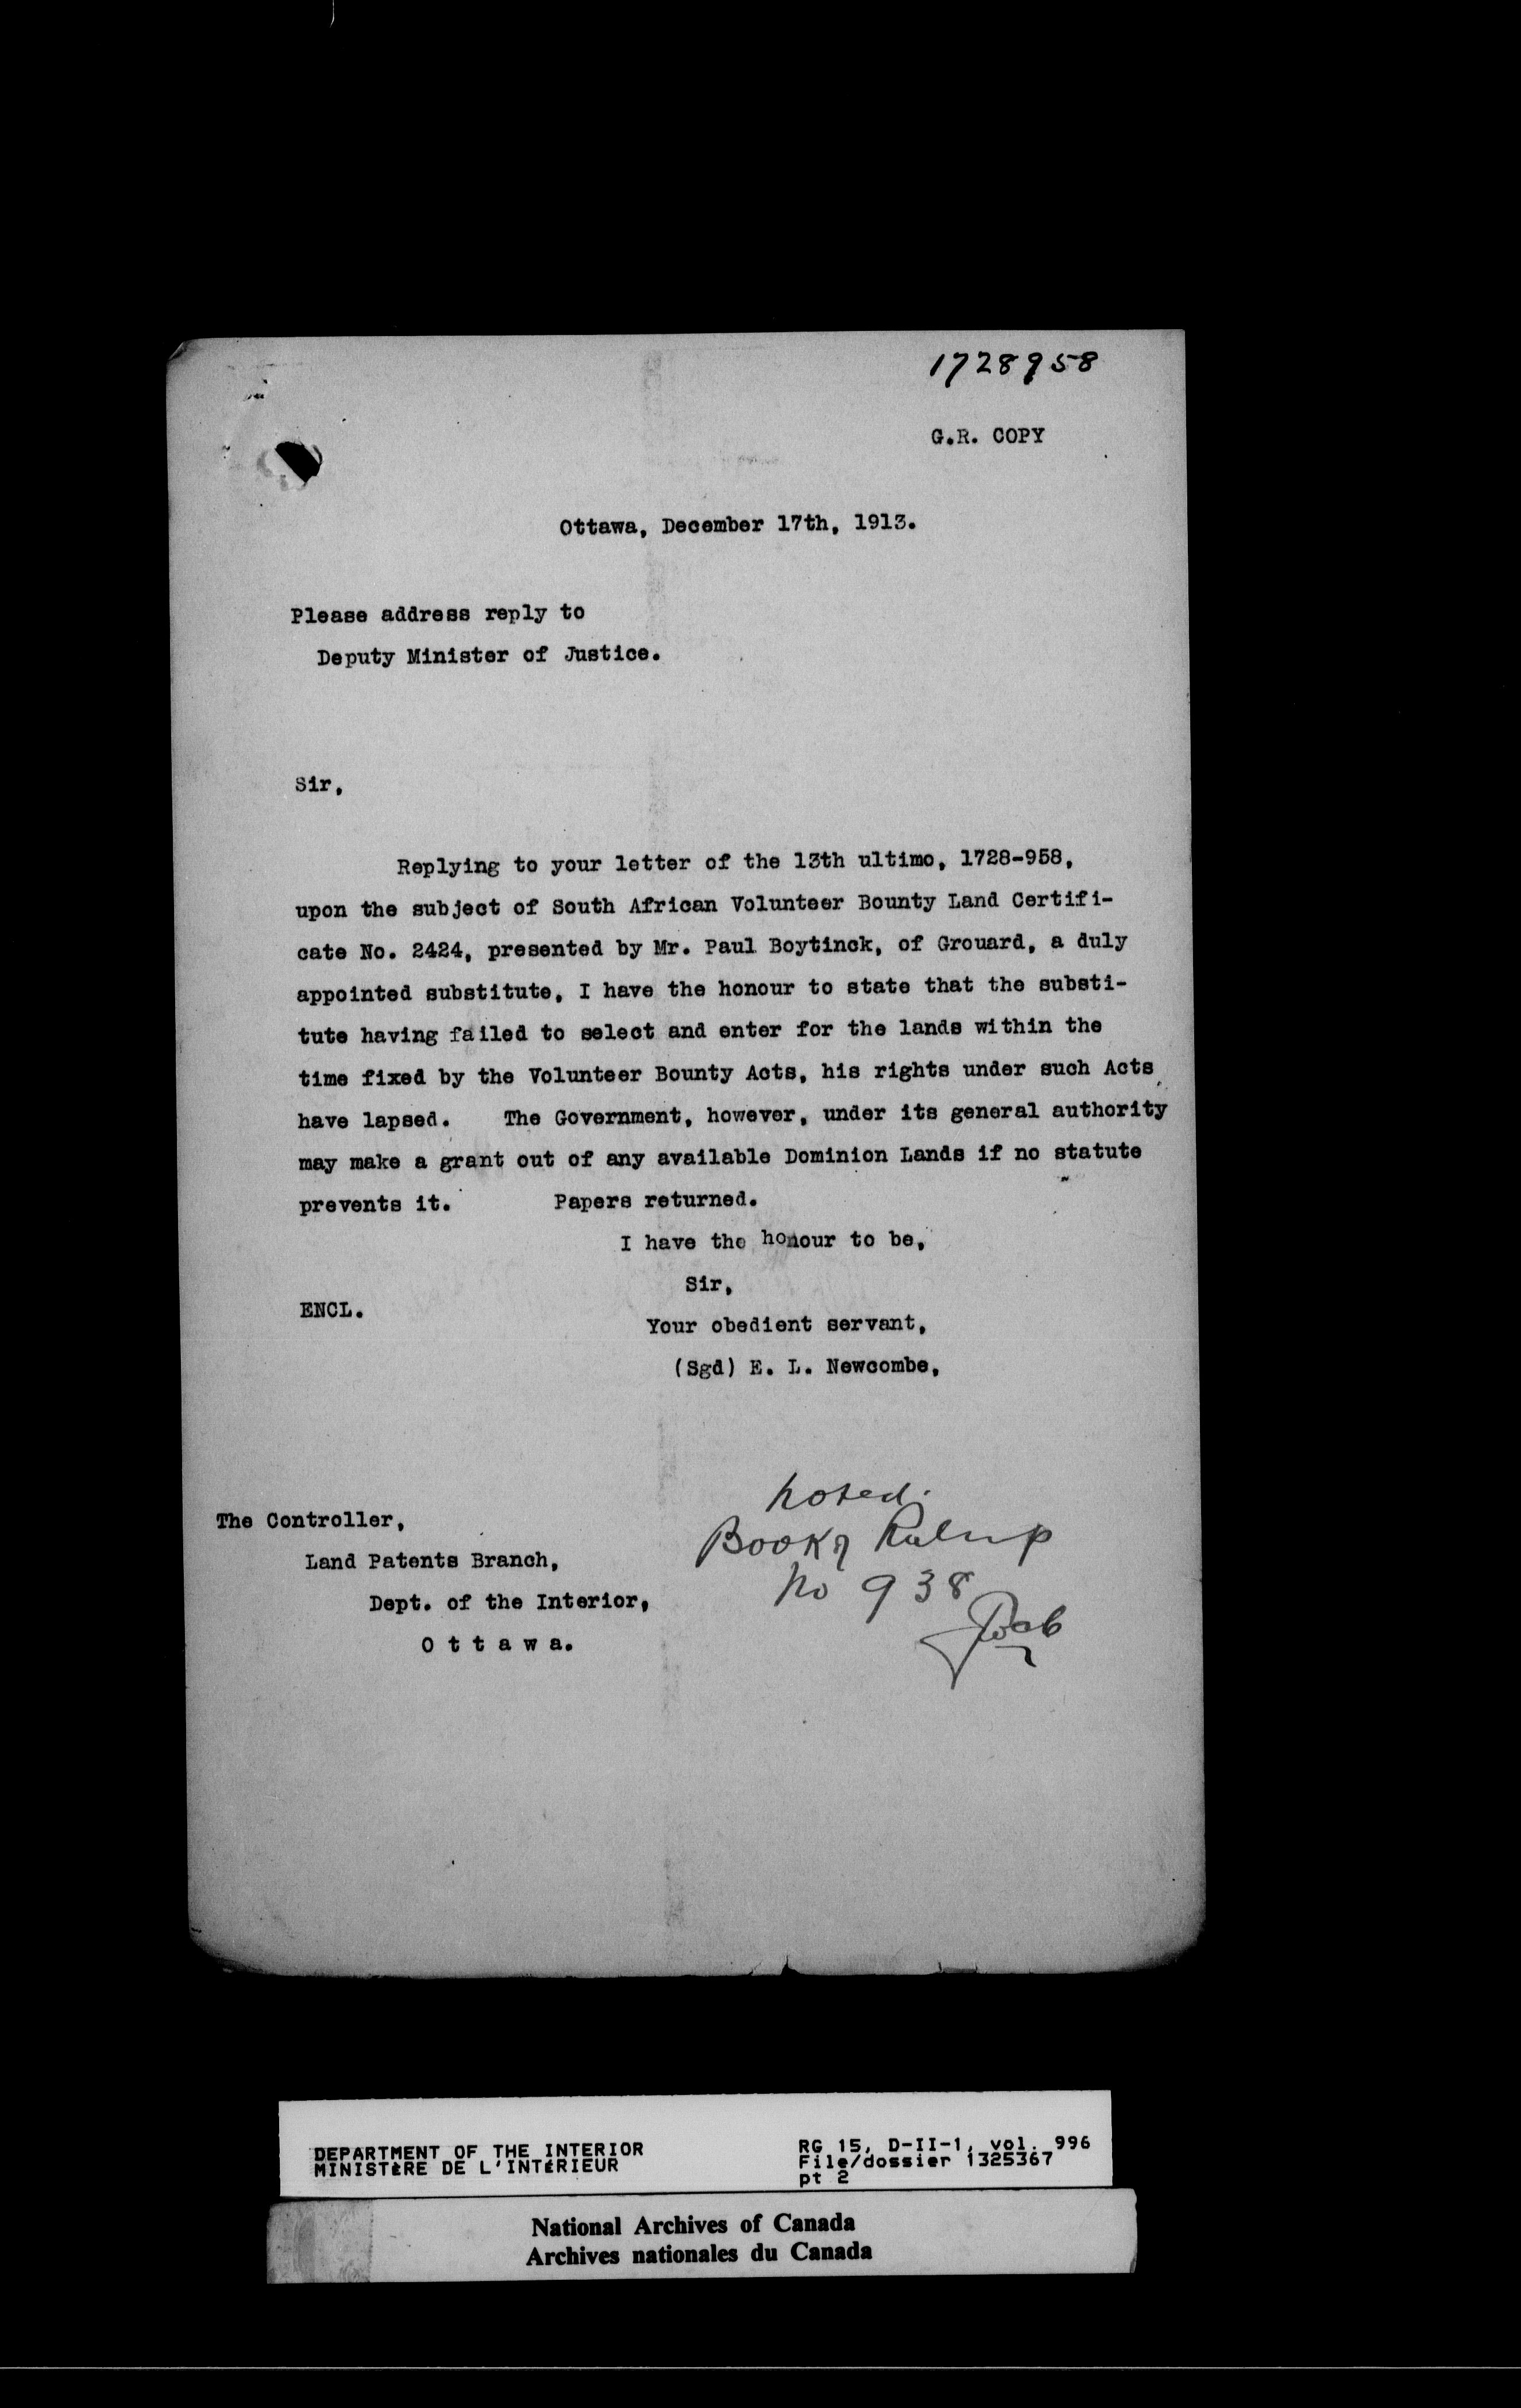 1728958
G.R. COPY
Ottawa, December 17th, 1913.
Please address reply to
Deputy Minister of Justice.
Sir,
Replying to your letter of the 13th ultimo, 1728-958,
upon the subject of South African Volunteer Bounty Land Certifi-
cate No. 2424, presented by Mr. Paul Boytinck, of Grouard, a duly
appointed substitute, I have the honour to state that the substi-
tute having failed to select and enter for the lands within the
time fixed by the Volunteer Bounty Acts, his rights under such Acts
have lapsed. The Government, however, under its general authority
may make a grant out of any available Dominion Lands if no statute
prevents it. Papers returned.
I have the honour to be,
Sir,
ENCL.
Your obedient servant,
(Sgd) E. L. Newcombe,
The Controller,
Land Patents Branch,
Dept. of the Interior,
O t t a w a.
Noted.
Book of
No 938
DEPARTMENT OF THE INTERIOR
MINISTÈRE DE L'INTÉRIEUR
RG 15, D-II-1, vol. 996
File/dossier 1325367
pt 2
National Archives of Canada
Archives nationales du Canada